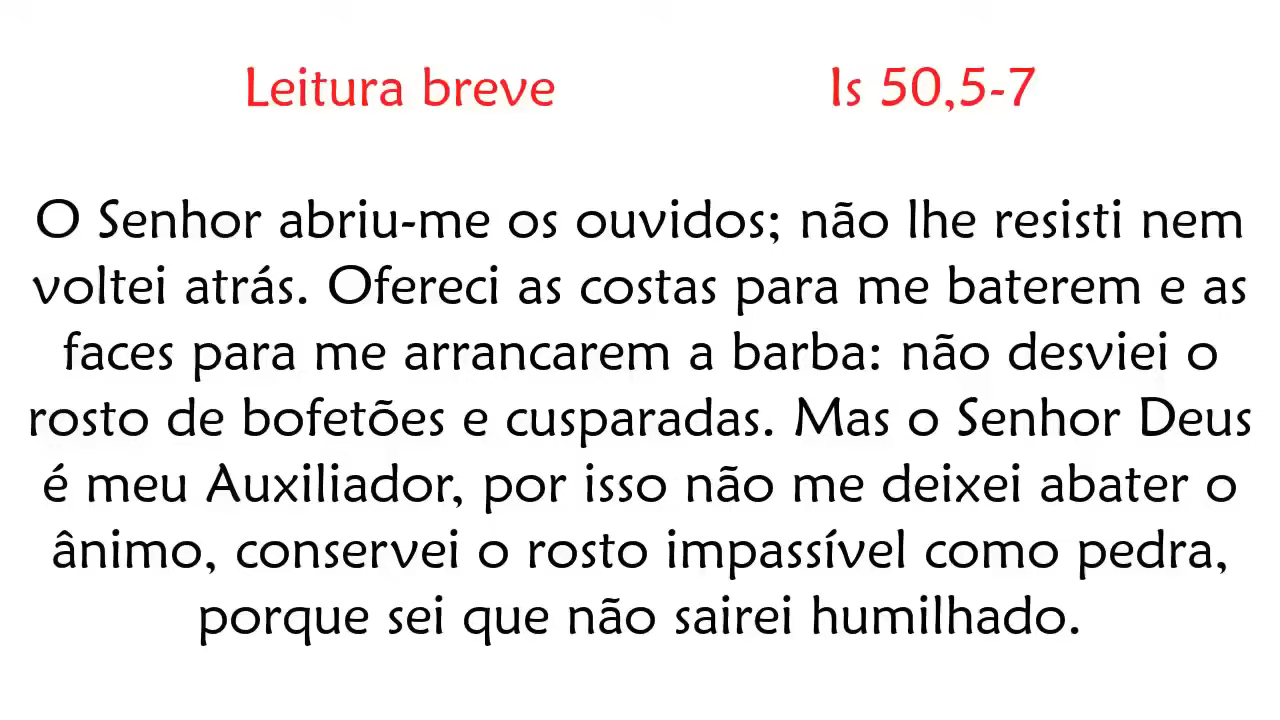 Leitura breve Is 50,5-7
O Senhor abriu-me os ouvidos; não lhe resisti nem
voltei atrás. Ofereci as costas para me baterem e as
faces para me arrancarem a barba: não desviei o
rosto de bofetões e cusparadas. Mas o Senhor Deus
é meu Auxiliador, por isso não me deixei abater o
ânimo, conservei o rosto impassível como pedra,
porque sei que não sairei humilhado.